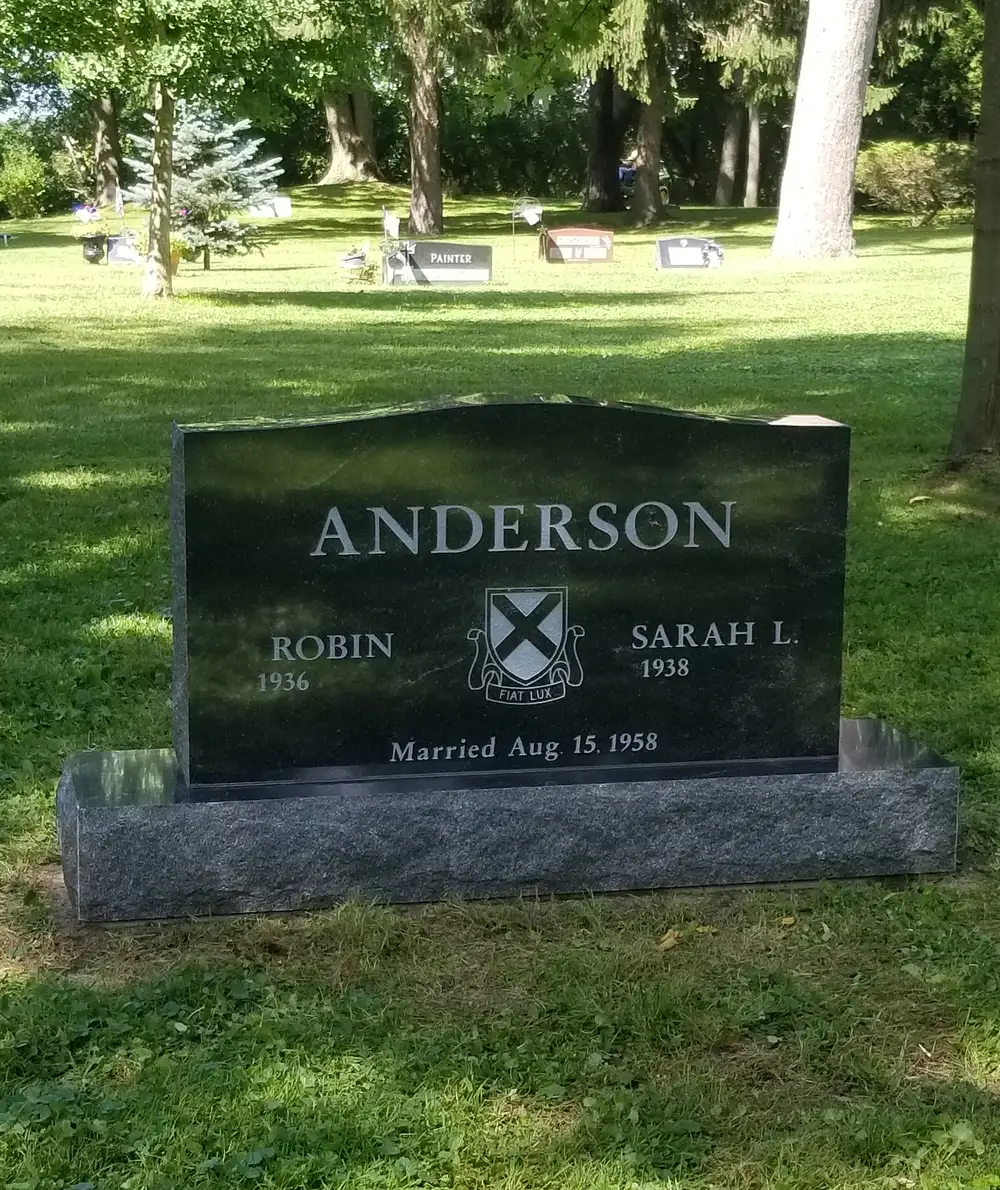 PAINTER
ANDERSON
ROBIN
1936
SARAH L.
1938
FIAT LUX
Married Aug. 15, 1958